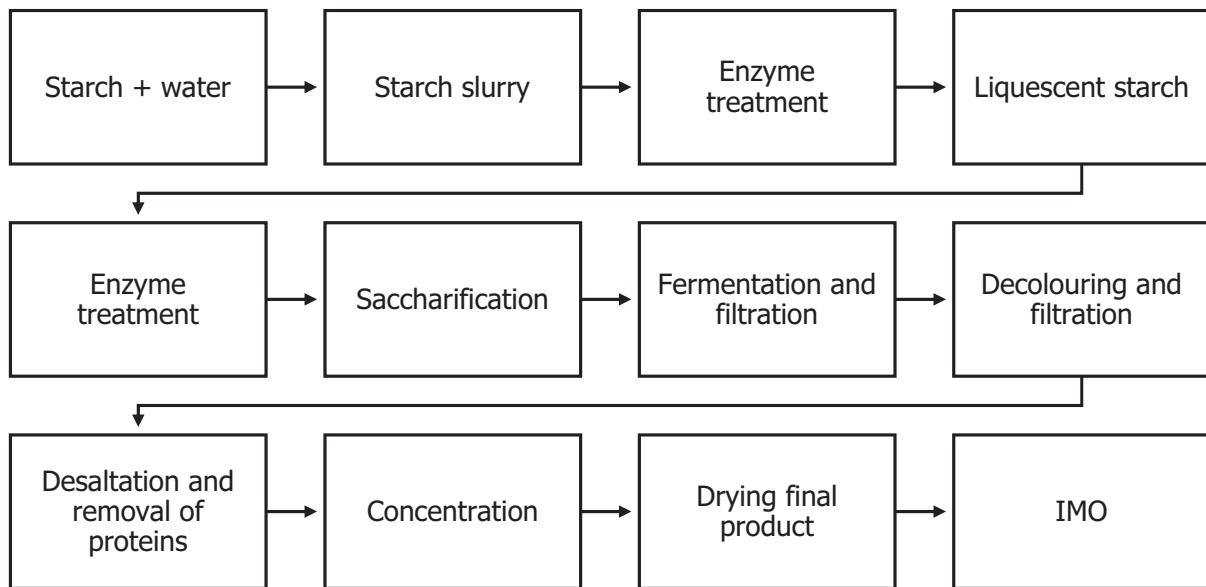 Starch + water
Starch slurry
Enzyme
treatment
Liquescent starch
Enzyme
treatment
Saccharification
Fermentation and
filtration
Decolouring and
filtration
Desaltation and
removal of
proteins
Concentration
Drying final
product
IMO